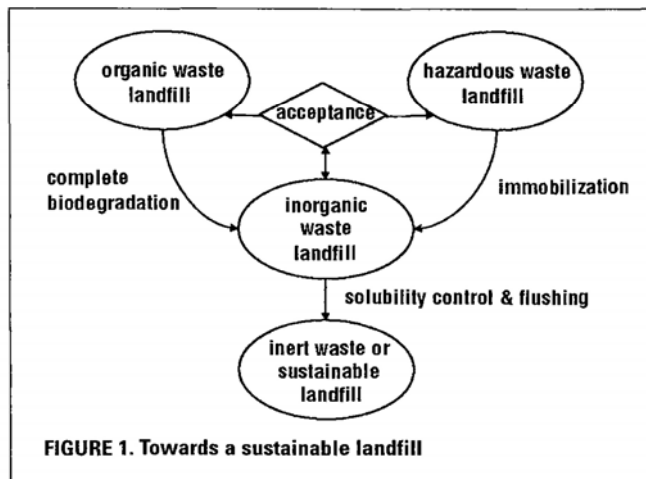 organic waste
landfill
hazardous waste
landfill
acceptance
complete
biodegradation
immobilization
inorganic
waste
landfill
solubility control & flushing
inert waste or
sustainable
landfill
FIGURE 1. Towards a sustainable landfill